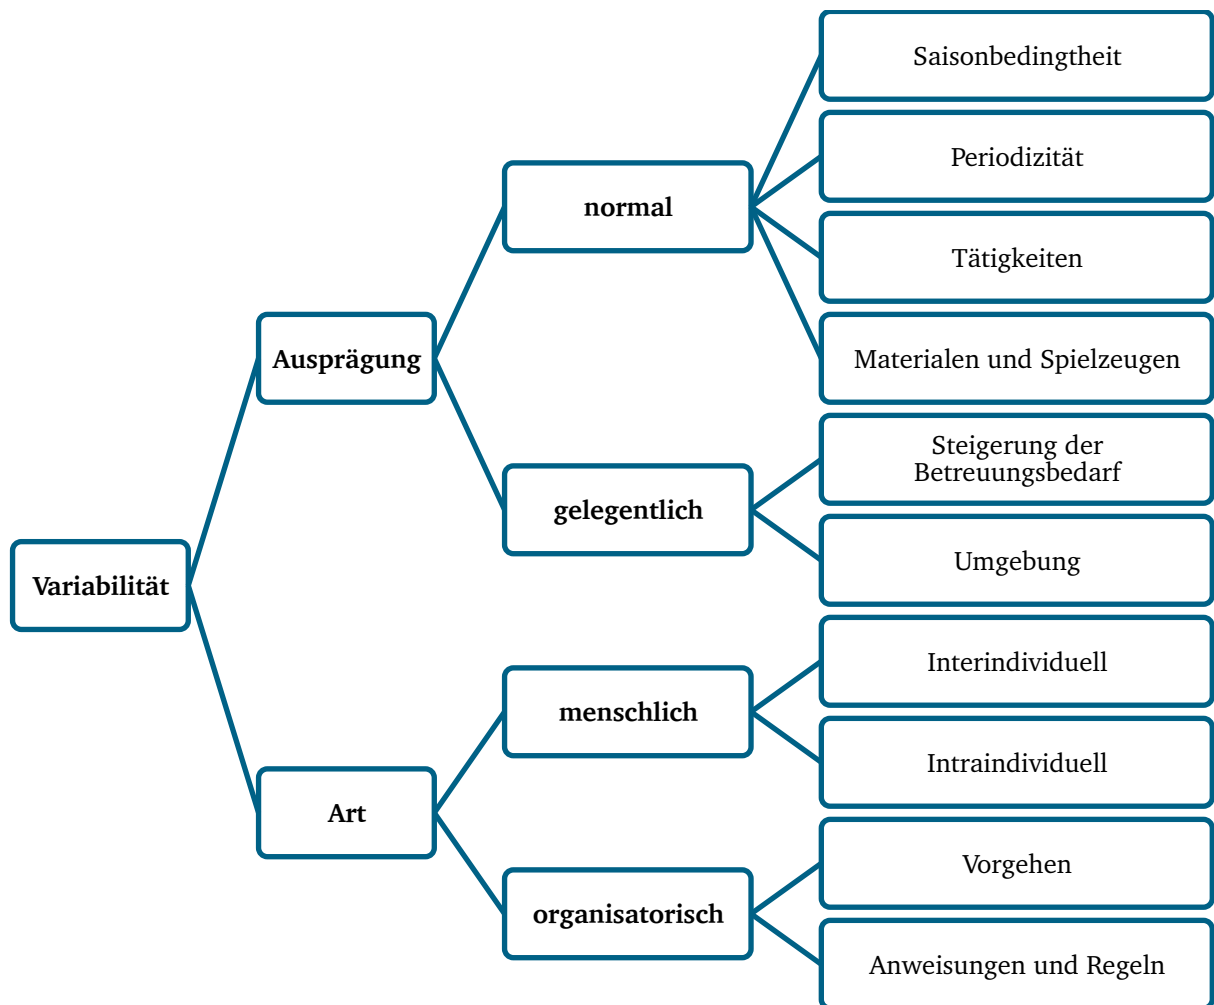 Variabilität
Ausprägung
normal
Saisonbedingtheit
Periodizität
Tätigkeiten
Materialen und Spielzeugen
gelegentlich
Steigerung der
Betreuungsbedarf
Umgebung
Art
menschlich
Interindividuell
Intraindividuell
organisatorisch
Vorgehen
Anweisungen und Regeln